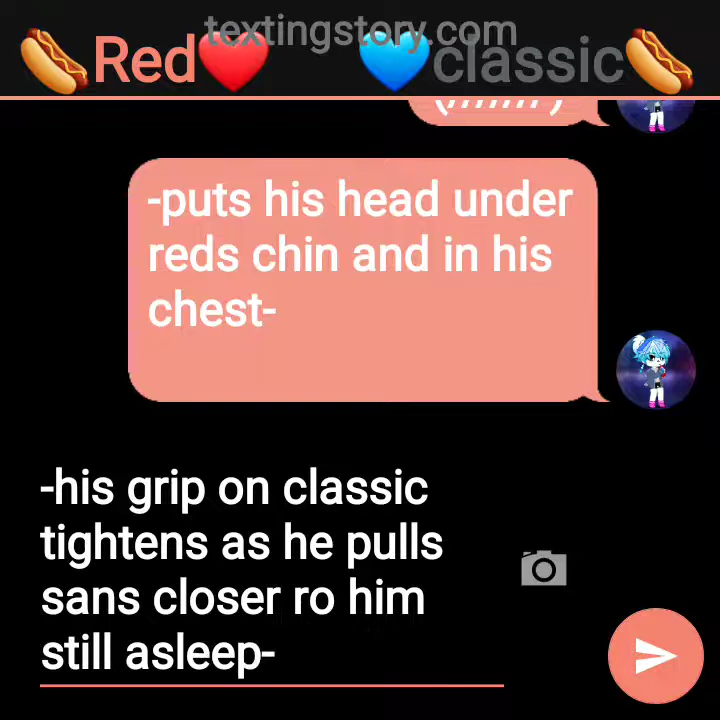 textingstory.com
🌭Red❤️ 💙classic🌭
(,,,,,,,)
-puts his head under
reds chin and in his
chest-
-his grip on classic
tightens as he pulls
sans closer ro him
still asleep-